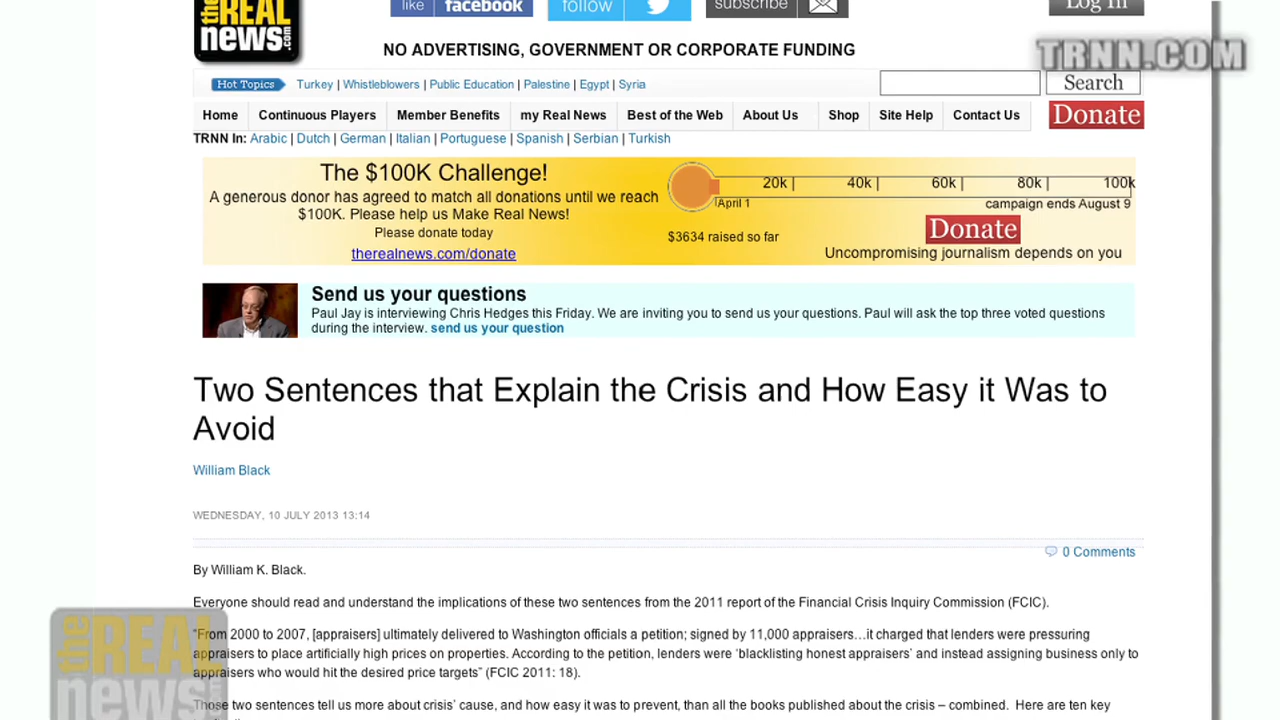 the REAL news.com
like facebook
follow
subscribe
Log In
TRNN.COM
NO ADVERTISING, GOVERNMENT OR CORPORATE FUNDING
Hot Topics Turkey | Whistleblowers | Public Education | Palestine | Egypt | Syria
Search
Home Continuous Players Member Benefits my Real News Best of the Web About Us Shop Site Help Contact Us
Donate
TRNN In: Arabic | Dutch | German | Italian | Portuguese | Spanish | Serbian | Turkish
The $100K Challenge!
A generous donor has agreed to match all donations until we reach
$100K. Please help us Make Real News!
Please donate today
therealnews.com/donate
20k | 40k | 60k | 80k | 100k
April 1 campaign ends August 9
$3634 raised so far
Donate
Uncompromising journalism depends on you
Send us your questions
Paul Jay is interviewing Chris Hedges this Friday. We are inviting you to send us your questions. Paul will ask the top three voted questions
during the interview. send us your question
Two Sentences that Explain the Crisis and How Easy it Was to
Avoid
William Black
WEDNESDAY, 10 JULY 2013 13:14
0 Comments
By William K. Black.
Everyone should read and understand the implications of these two sentences from the 2011 report of the Financial Crisis Inquiry Commission (FCIC).
“From 2000 to 2007, [appraisers] ultimately delivered to Washington officials a petition; signed by 11,000 appraisers…it charged that lenders were pressuring
appraisers to place artificially high prices on properties. According to the petition, lenders were ‘blacklisting honest appraisers’ and instead assigning business only to
appraisers who would hit the desired price targets” (FCIC 2011: 18).
Those two sentences tell us more about crisis’ cause, and how easy it was to prevent, than all the books published about the crisis – combined. Here are ten key
the REAL news